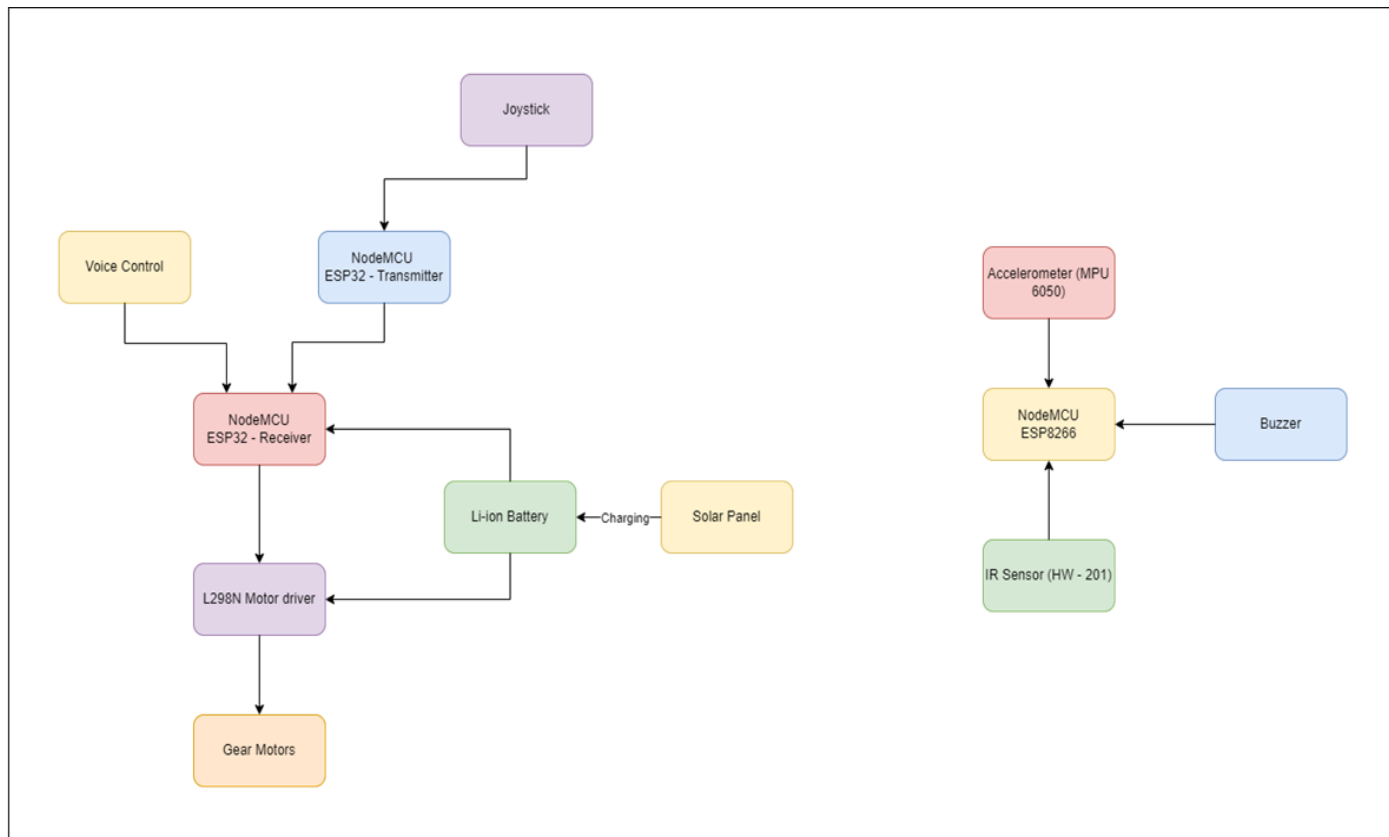 Joystick
Voice Control
NodeMCU
ESP32 - Transmitter
Accelerometer (MPU
6050)
NodeMCU
ESP32 - Receiver
NodeMCU
ESP8266
Buzzer
Li-ion Battery
Charging
Solar Panel
IR Sensor (HW - 201)
L298N Motor driver
Gear Motors